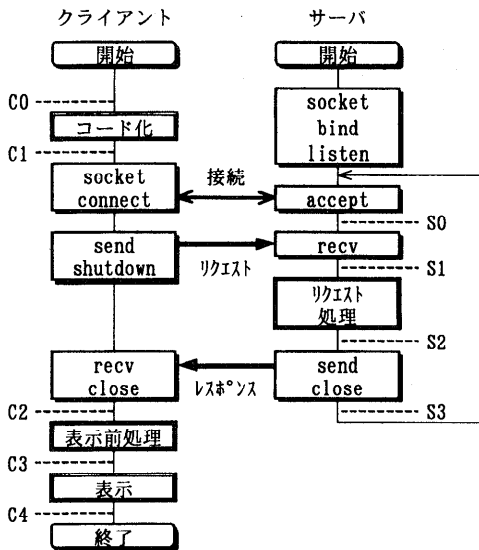 クライアント
サーバ
開始
開始
C0
コード化
C1
socket
bind
listen
socket
connect
接続
accept
S0
send
shutdown
リクエスト
recv
S1
リクエスト
処理
S2
recv
close
レスポンス
send
close
C2
S3
表示前処理
C3
表示
C4
終了